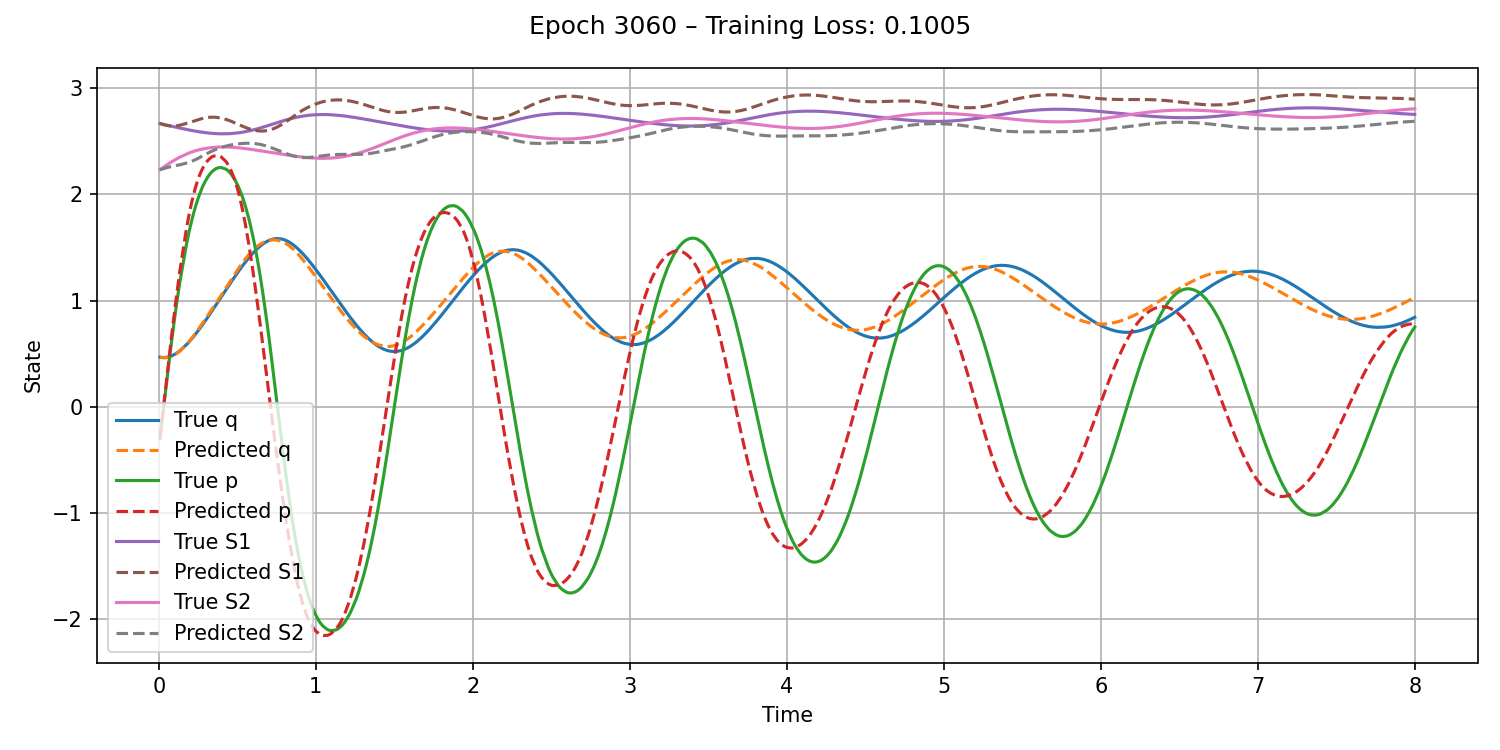 Epoch 3060 – Training Loss: 0.1005
3
2
1
0
−1
−2
State
True q
Predicted q
True p
Predicted p
True S1
Predicted S1
True S2
Predicted S2
0 1 2 3 4 5 6 7 8
Time